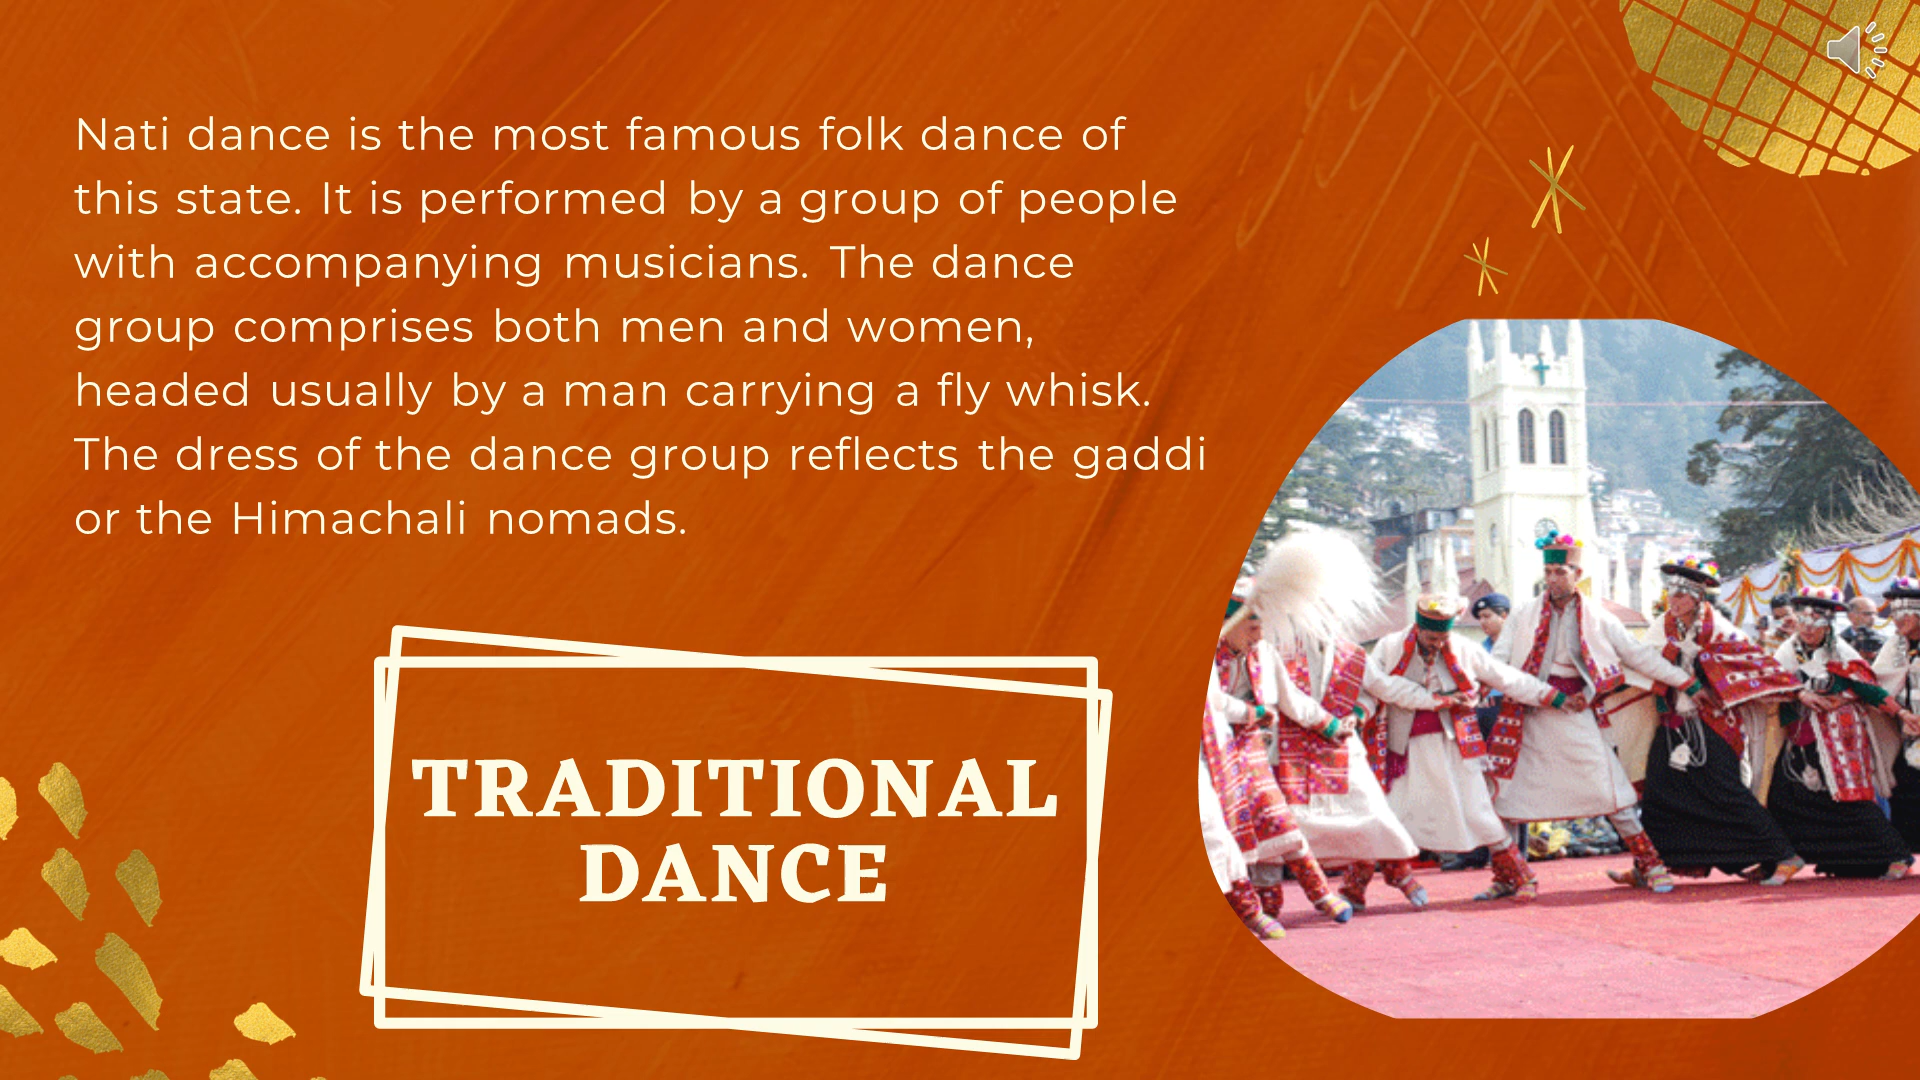 Nati dance is the most famous folk dance of
this state. It is performed by a group of people
with accompanying musicians. The dance
group comprises both men and women,
headed usually by a man carrying a fly whisk.
The dress of the dance group reflects the gaddi
or the Himachali nomads.
TRADITIONAL
DANCE